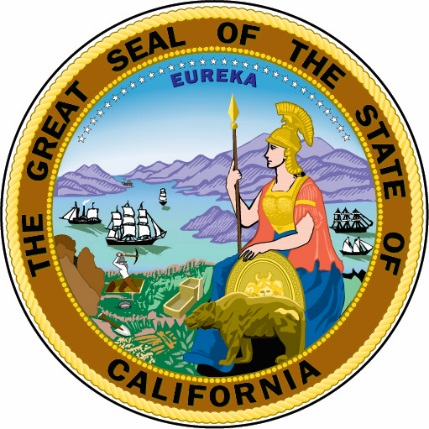 THE GREAT SEAL OF THE STATE OF
CALIFORNIA
EUREKA